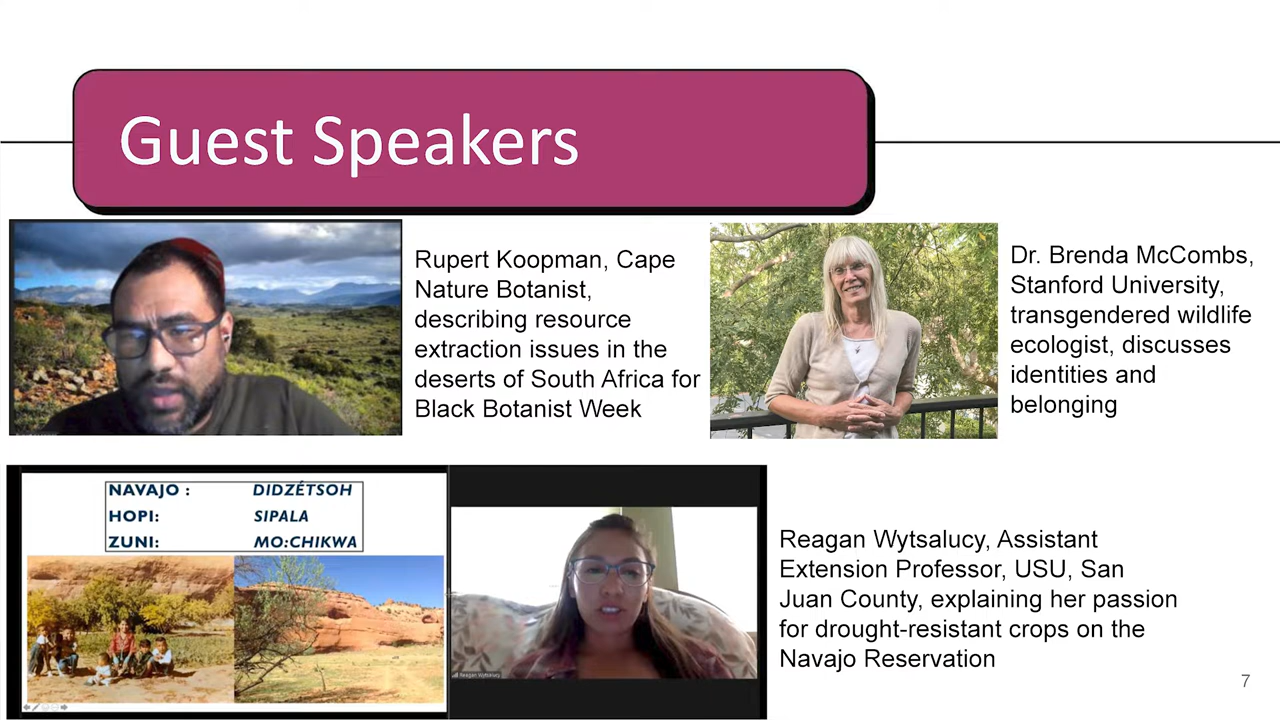 Guest Speakers
Rupert Koopman, Cape
Nature Botanist,
describing resource
extraction issues in the
deserts of South Africa for
Black Botanist Week
Dr. Brenda McCombs,
Stanford University,
transgendered wildlife
ecologist, discusses
identities and
belonging
NAVAJO : DIDZÉTSOH
HOPI: SIPALA
ZUNI: MO:CHIKWA
Reagan Wytsalucy
Reagan Wytsalucy, Assistant
Extension Professor, USU, San
Juan County, explaining her passion
for drought-resistant crops on the
Navajo Reservation
7